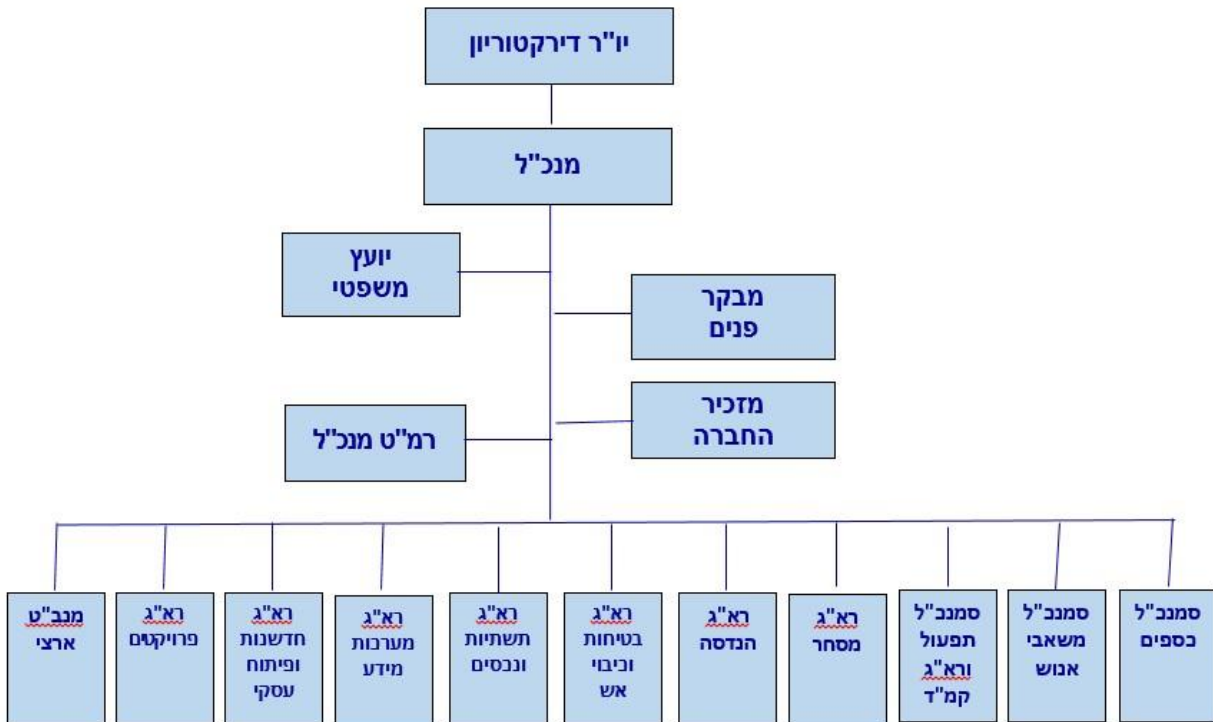 יו"ר דירקטוריון
מנכ"ל
יועץ
משפטי
מבקר
פנים
מזכיר
החברה
רמ"ט מנכ"ל
סמנכ"ל
כספים
סמנכ"ל
משאבי
אנוש
סמנכ"ל
תפעול
ורא"ג
קמ"ד
רא"ג
מסחר
רא"ג
הנדסה
רא"ג
בטיחות
וכיבוי
אש
רא"ג
תשתיות
ונכסים
רא"ג
מערכות
מידע
רא"ג
חדשנות
ופיתוח
עסקי
רא"ג
פרויקטים
מנב"ט
ארצי